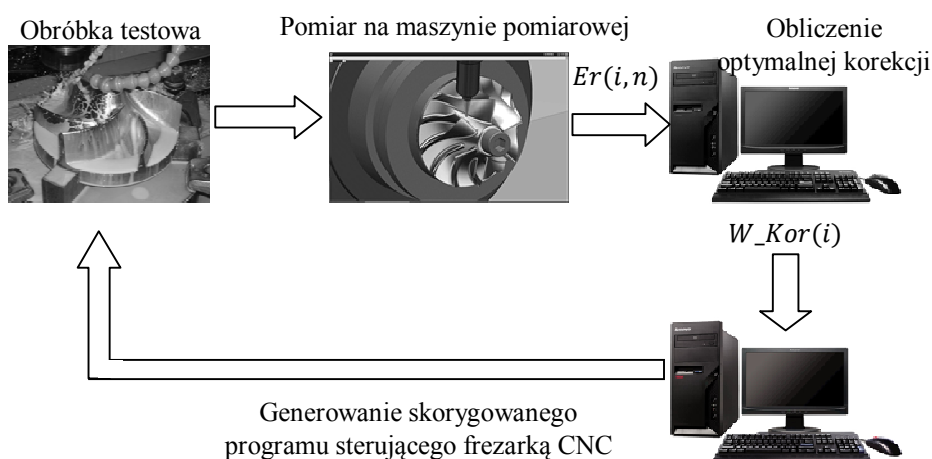 Obróbka testowa
Pomiar na maszynie pomiarowej
Obliczenie
optymalnej korekcji
Er(i,n)
W_Kor(i)
Generowanie skorygowanego
programu sterującego frezarką CNC